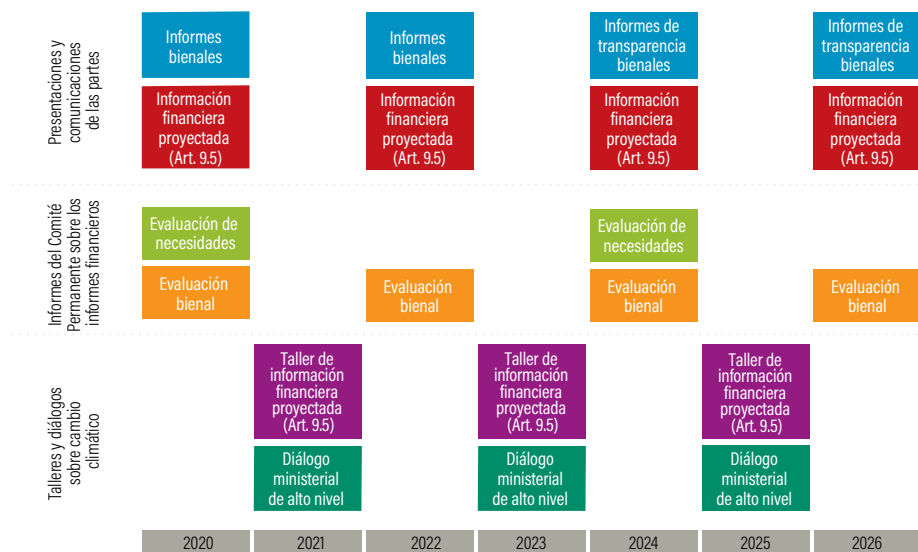 Presentaciones y
comunicaciones
de las partes
Informes
bienales
Informes
bienales
Informes de
transparencia
bienales
Informes de
transparencia
bienales
Información
financiera
proyectada
(Art. 9.5)
Información
financiera
proyectada
(Art. 9.5)
Información
financiera
proyectada
(Art. 9.5)
Información
financiera
proyectada
(Art. 9.5)
Informes del Comité
Permanente sobre los
informes financieros
Evaluación de
necesidades
Evaluación de
necesidades
Evaluación
bienal
Evaluación
bienal
Evaluación
bienal
Evaluación
bienal
Talleres y diálogos
sobre cambio
climático
Taller de
información
financiera
proyectada
(Art. 9.5)
Taller de
información
financiera
proyectada
(Art. 9.5)
Taller de
información
financiera
proyectada
(Art. 9.5)
Diálogo
ministerial
de alto nivel
Diálogo
ministerial
de alto nivel
Diálogo
ministerial
de alto nivel
2020 2021 2022 2023 2024 2025 2026